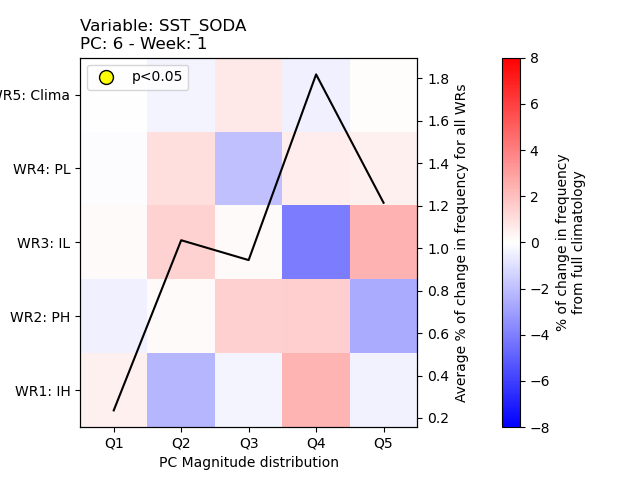 Variable: SST_SODA
PC: 6 - Week: 1
p<0.05
WR5: Clima
WR4: PL
WR3: IL
WR2: PH
WR1: IH
Q1 Q2 Q3 Q4 Q5
PC Magnitude distribution
1.8
1.6
1.4
1.2
1.0
0.8
0.6
0.4
0.2
Average % of change in frequency for all WRs
8
6
4
2
0
−2
−4
−6
−8
% of change in frequency
from full climatology